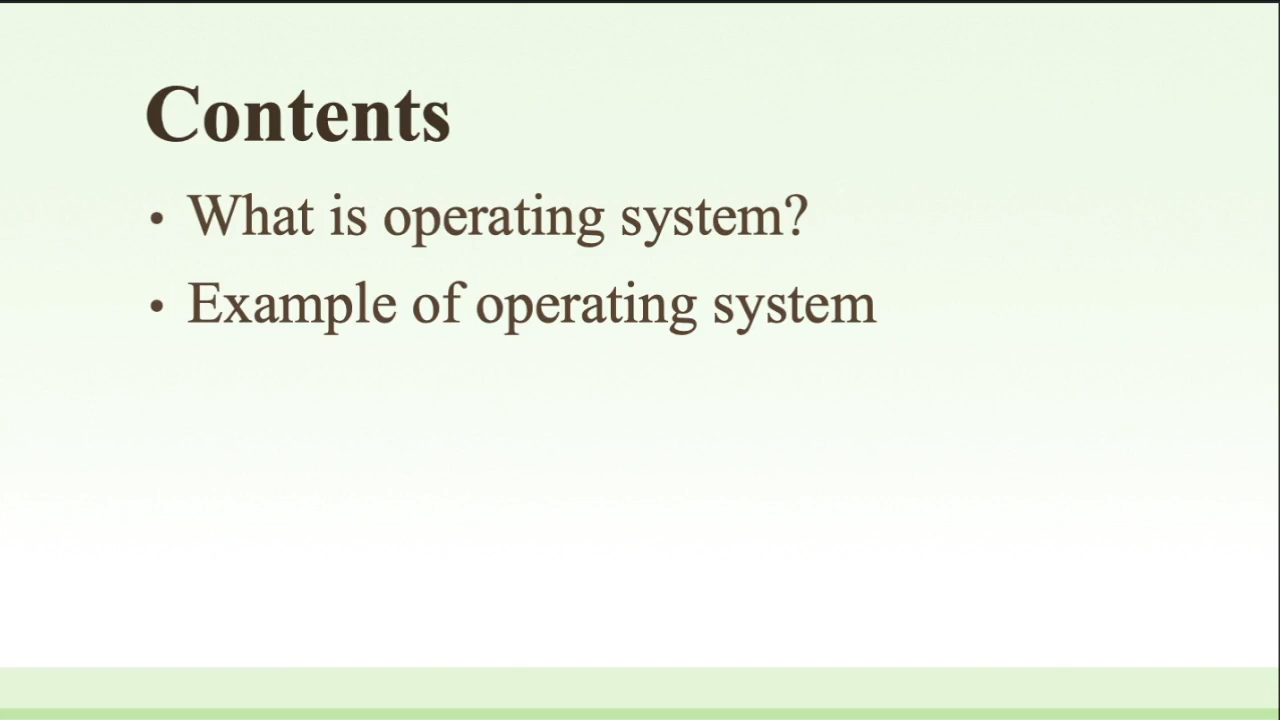 Contents
• What is operating system?
• Example of operating system